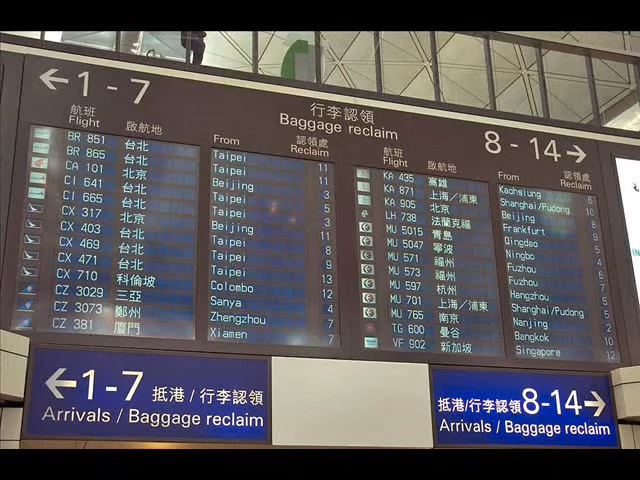 ← 1 - 7
行李認領
Baggage reclaim
8 - 14 →
航班 啟航地 認領處
Flight From Reclaim
BR 851 台北 Taipei 11
BR 865 台北 Taipei 11
CA 101 北京 Beijing 3
CI 641 台北 Taipei 5
CI 665 台北 Taipei 5
CX 317 北京 Beijing 3
CX 403 台北 Taipei 11
CX 469 台北 Taipei 8
CX 471 台北 Taipei 9
CX 710 科倫坡 Colombo 13
CZ 3029 三亞 Sanya 12
CZ 3073 鄭州 Zhengzhou 4
CZ 381 廈門 Xiamen 7
航班 啟航地 認領處
Flight From Reclaim
KA 435 高雄 Kaohsiung 6
KA 871 上海／浦東 Shanghai/Pudong 10
KA 905 北京 Beijing 8
LH 738 法蘭克福 Frankfurt 9
MU 5015 青島 Qingdao 5
MU 5047 寧波 Ningbo
MU 571 福州 Fuzhou
MU 573 福州 Fuzhou
MU 597 杭州 Hangzhou
MU 701 上海／浦東 Shanghai/Pudong 5
MU 765 南京 Nanjing 2
TG 600 曼谷 Bangkok 10
VF 902 新加坡 Singapore 12
← 1 - 7 抵港 / 行李認領
Arrivals / Baggage reclaim
抵港/行李認領 8 - 14 →
Arrivals / Baggage reclaim